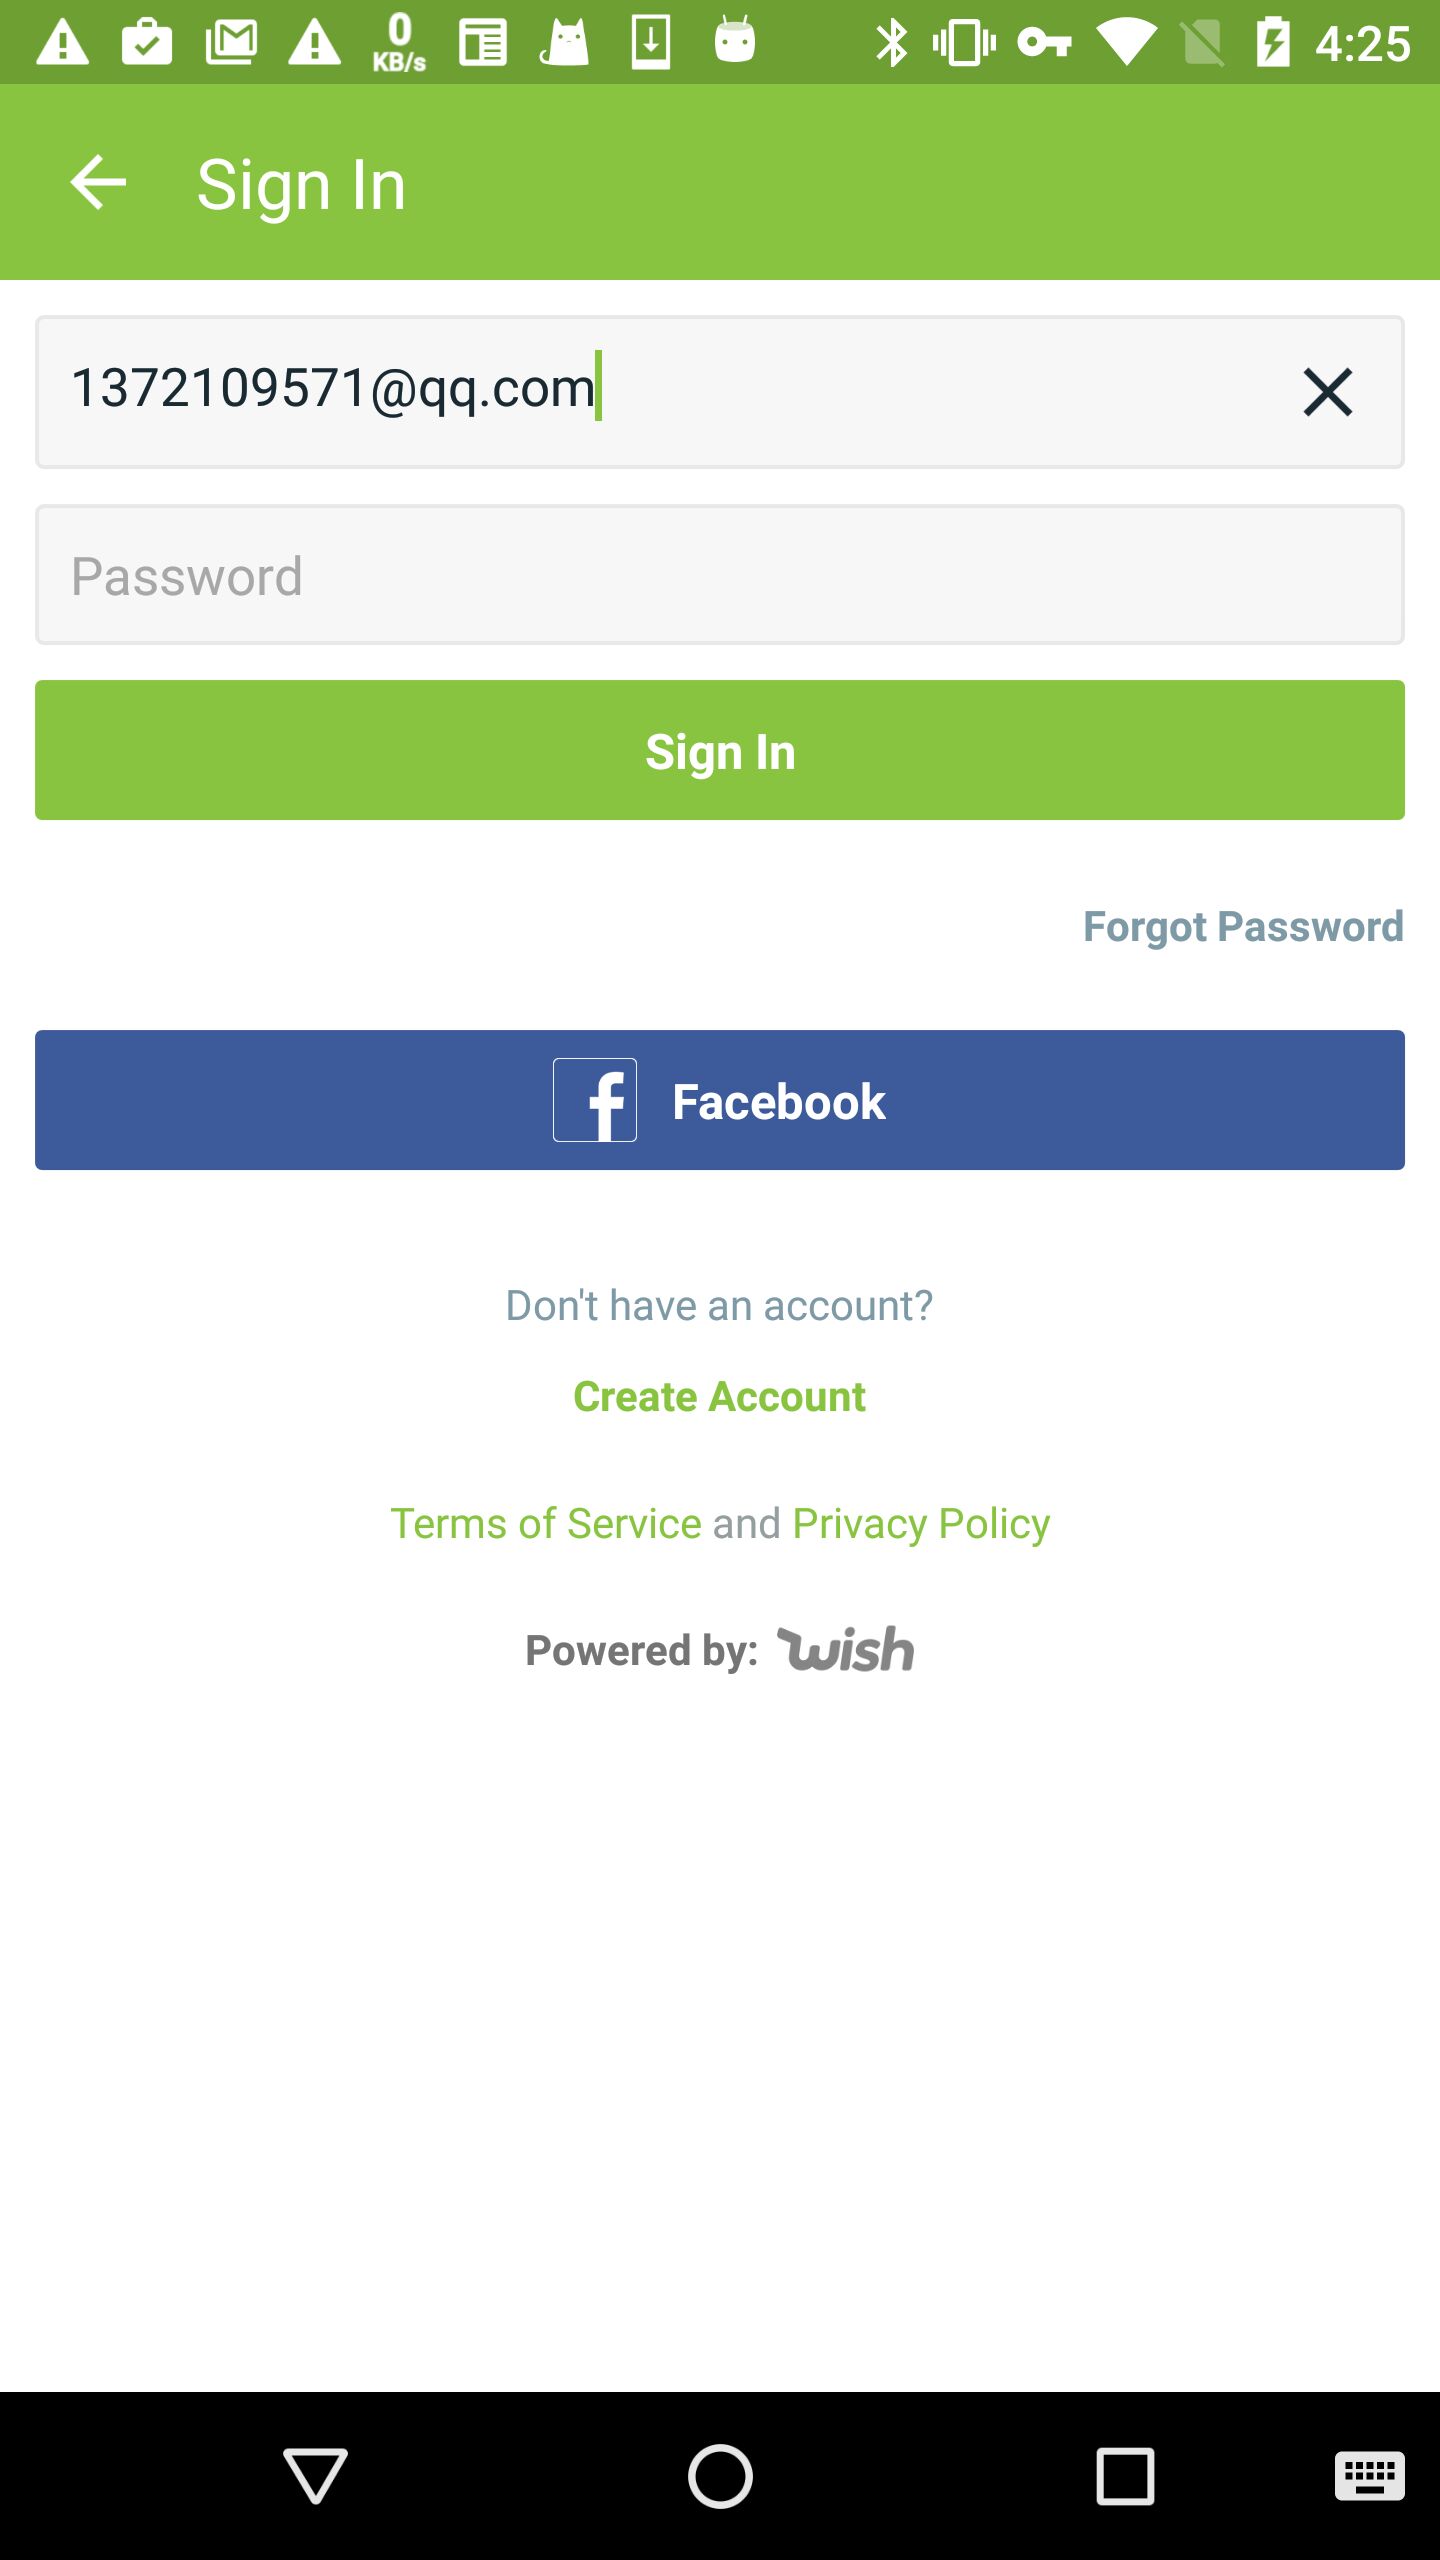 0
KB/s
4:25
Sign In
1372109571@qq.com
Password
Sign In
Forgot Password
f Facebook
Don't have an account?
Create Account
Terms of Service and Privacy Policy
Powered by: wish